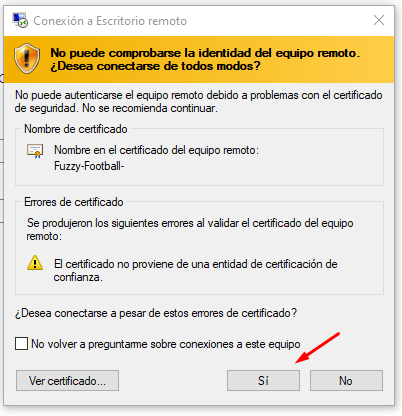 Conexión a Escritorio remoto
No puede comprobarse la identidad del equipo remoto.
¿Desea conectarse de todos modos?
No puede autenticarse el equipo remoto debido a problemas con el certificado
de seguridad. No se recomienda continuar.
Nombre de certificado
Nombre en el certificado del equipo remoto:
Fuzzy-Football-
Errores de certificado
Se produjeron los siguientes errores al validar el certificado del equipo
remoto:
El certificado no proviene de una entidad de certificación de
confianza.
¿Desea conectarse a pesar de estos errores de certificado?
No volver a preguntarme sobre conexiones a este equipo
Ver certificado...
Sí
No